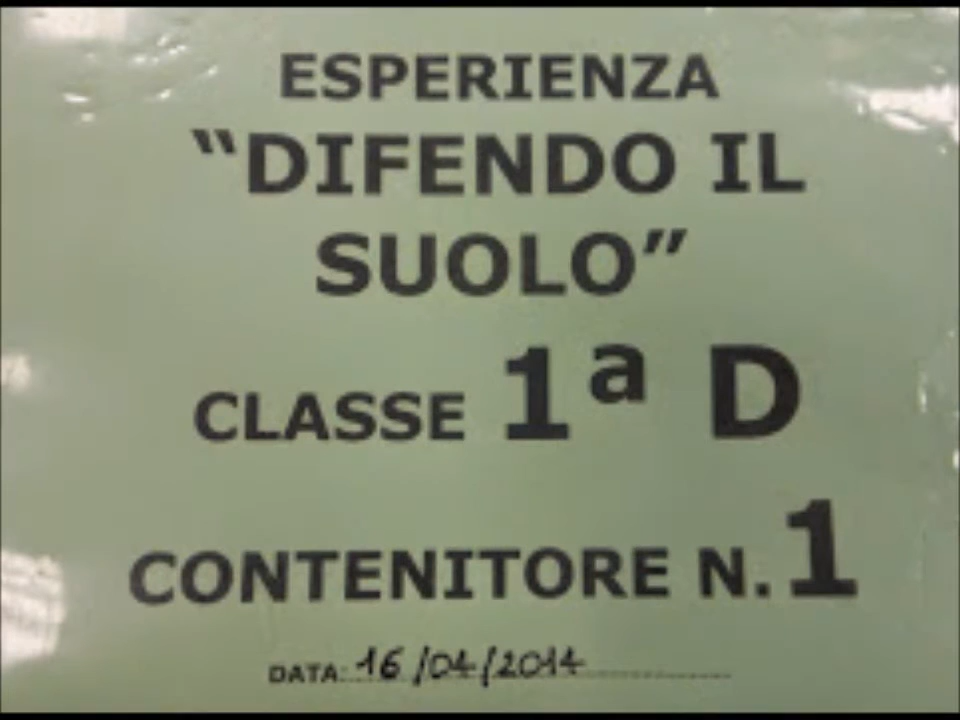 ESPERIENZA
“DIFENDO IL
SUOLO”
CLASSE 1ª D
CONTENITORE N. 1
DATA: 16/04/2014